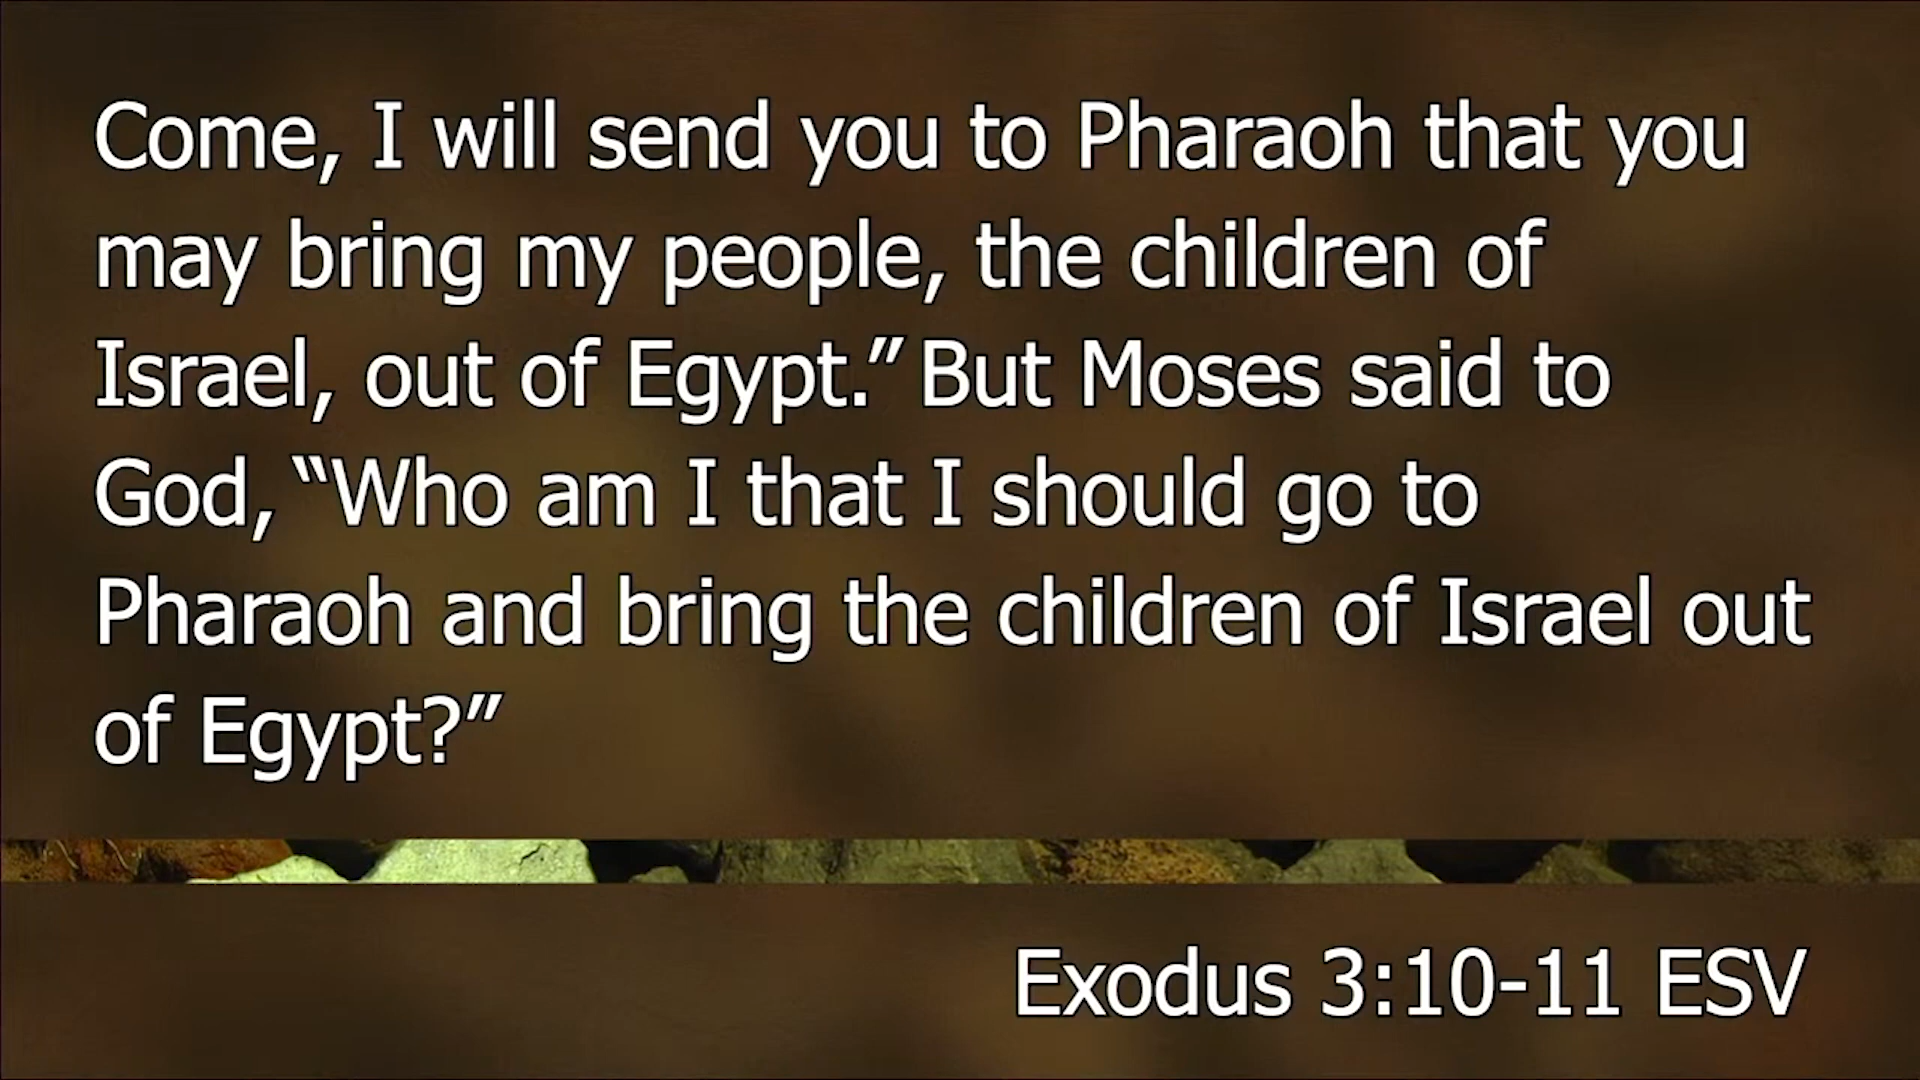 Come, I will send you to Pharaoh that you
may bring my people, the children of
Israel, out of Egypt.” But Moses said to
God, “Who am I that I should go to
Pharaoh and bring the children of Israel out
of Egypt?”
Exodus 3:10-11 ESV